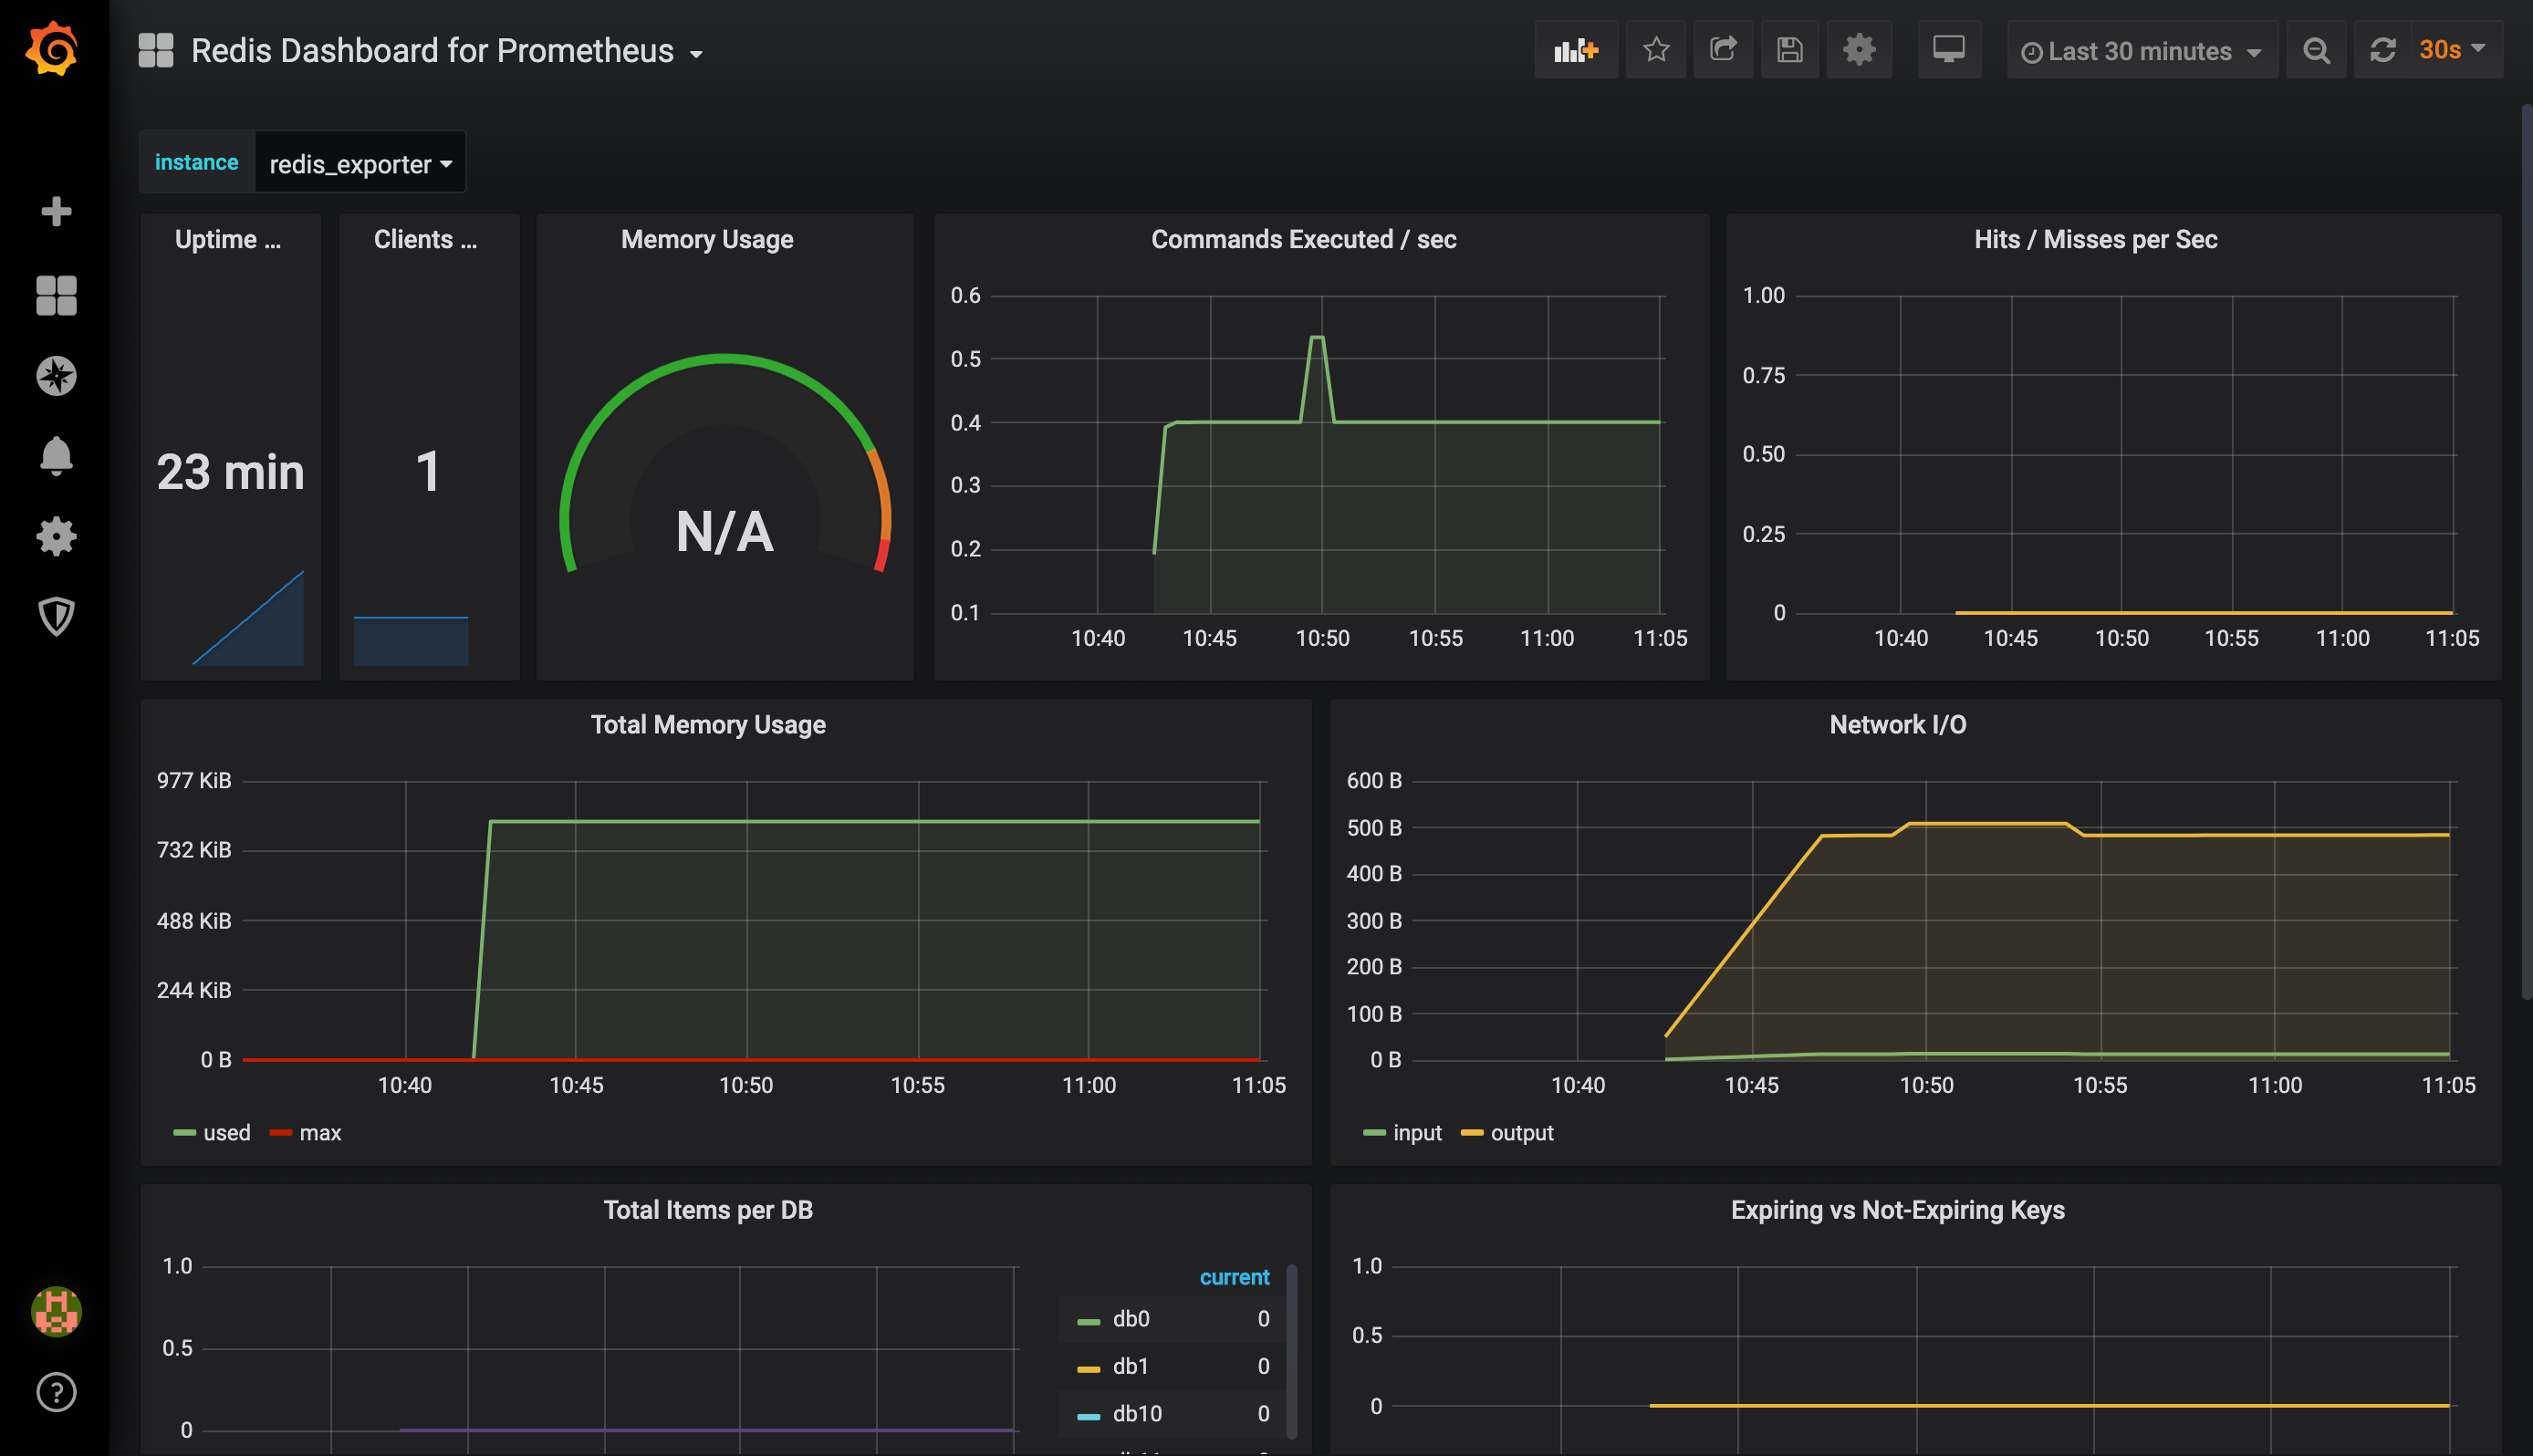 Redis Dashboard for Prometheus
Last 30 minutes
30s
instance
redis_exporter
Uptime ...
23 min
Clients ...
1
Memory Usage
N/A
Commands Executed / sec
0.6
0.5
0.4
0.3
0.2
0.1
10:40 10:45 10:50 10:55 11:00 11:05
Hits / Misses per Sec
1.00
0.75
0.50
0.25
0
10:40 10:45 10:50 10:55 11:00 11:05
Total Memory Usage
977 KiB
732 KiB
488 KiB
244 KiB
0 B
10:40 10:45 10:50 10:55 11:00 11:05
used max
Network I/O
600 B
500 B
400 B
300 B
200 B
100 B
0 B
10:40 10:45 10:50 10:55 11:00 11:05
input output
Total Items per DB
1.0
0.5
0
current
db0 0
db1 0
db10 0
Expiring vs Not-Expiring Keys
1.0
0.5
0